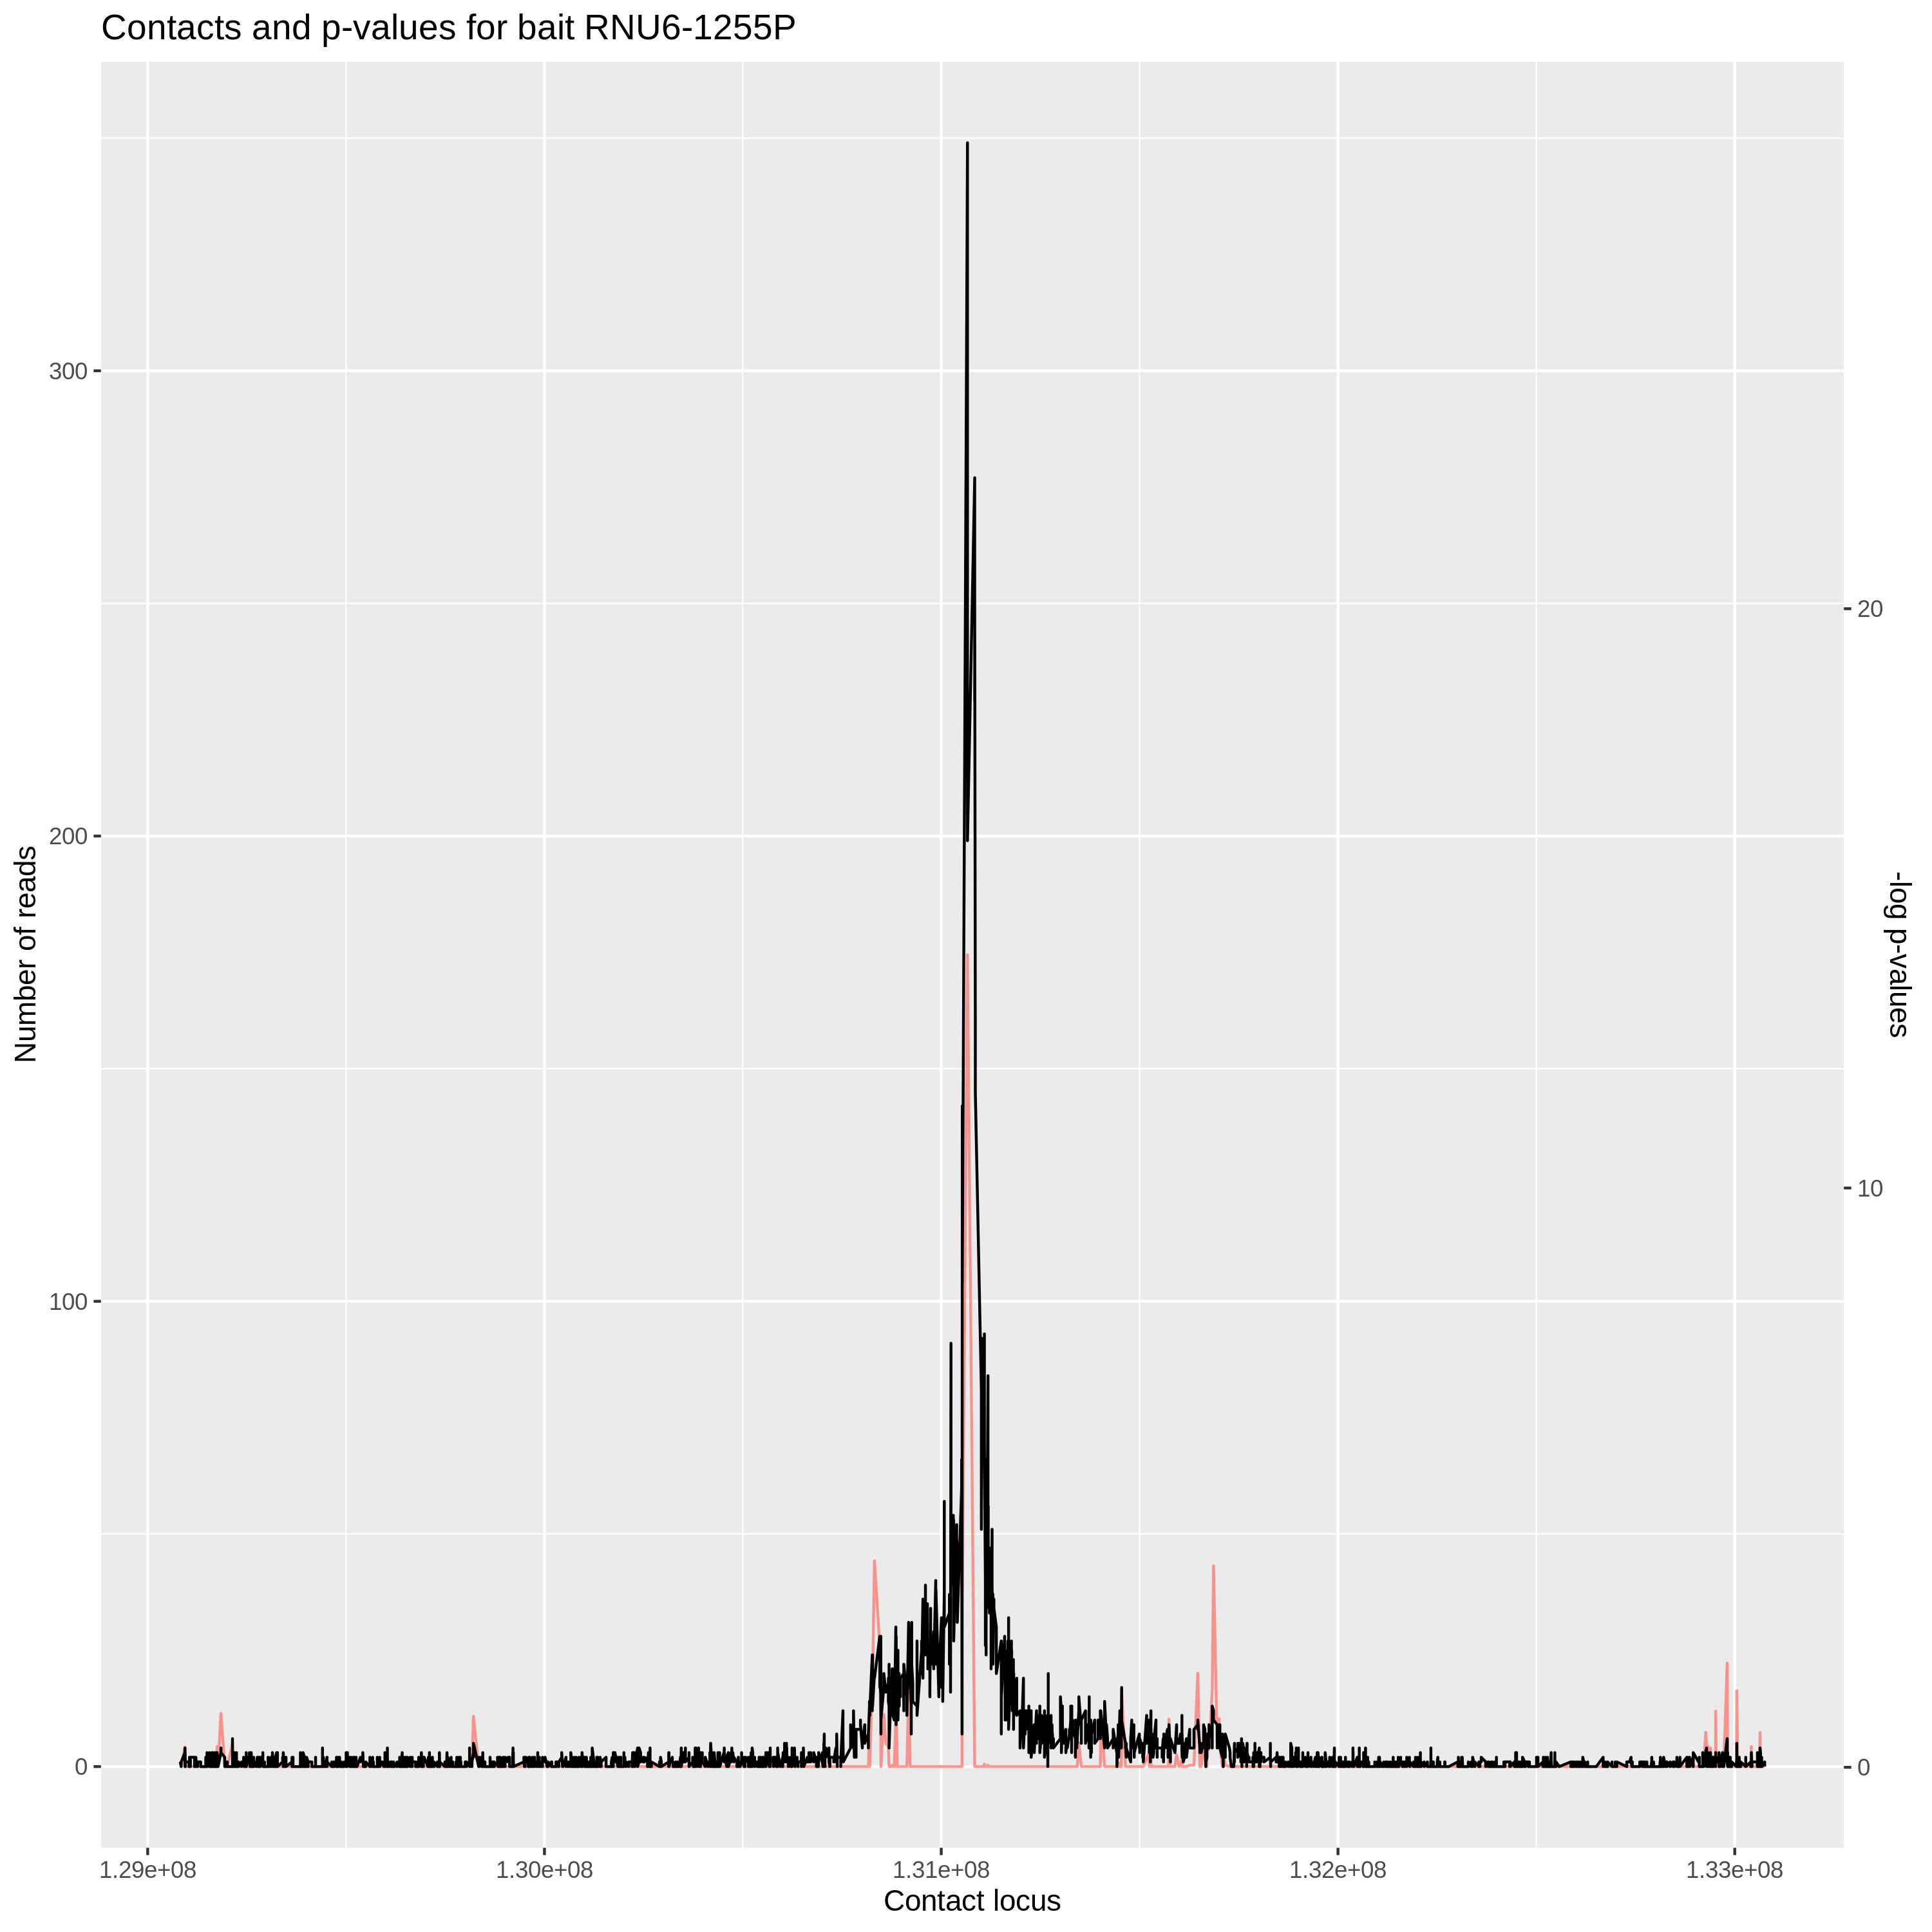 Contacts and p-values for bait RNU6-1255P
Number of reads
300
200
100
0
20
10
0
-log p-values
1.29e+08 1.30e+08 1.31e+08 1.32e+08 1.33e+08
Contact locus